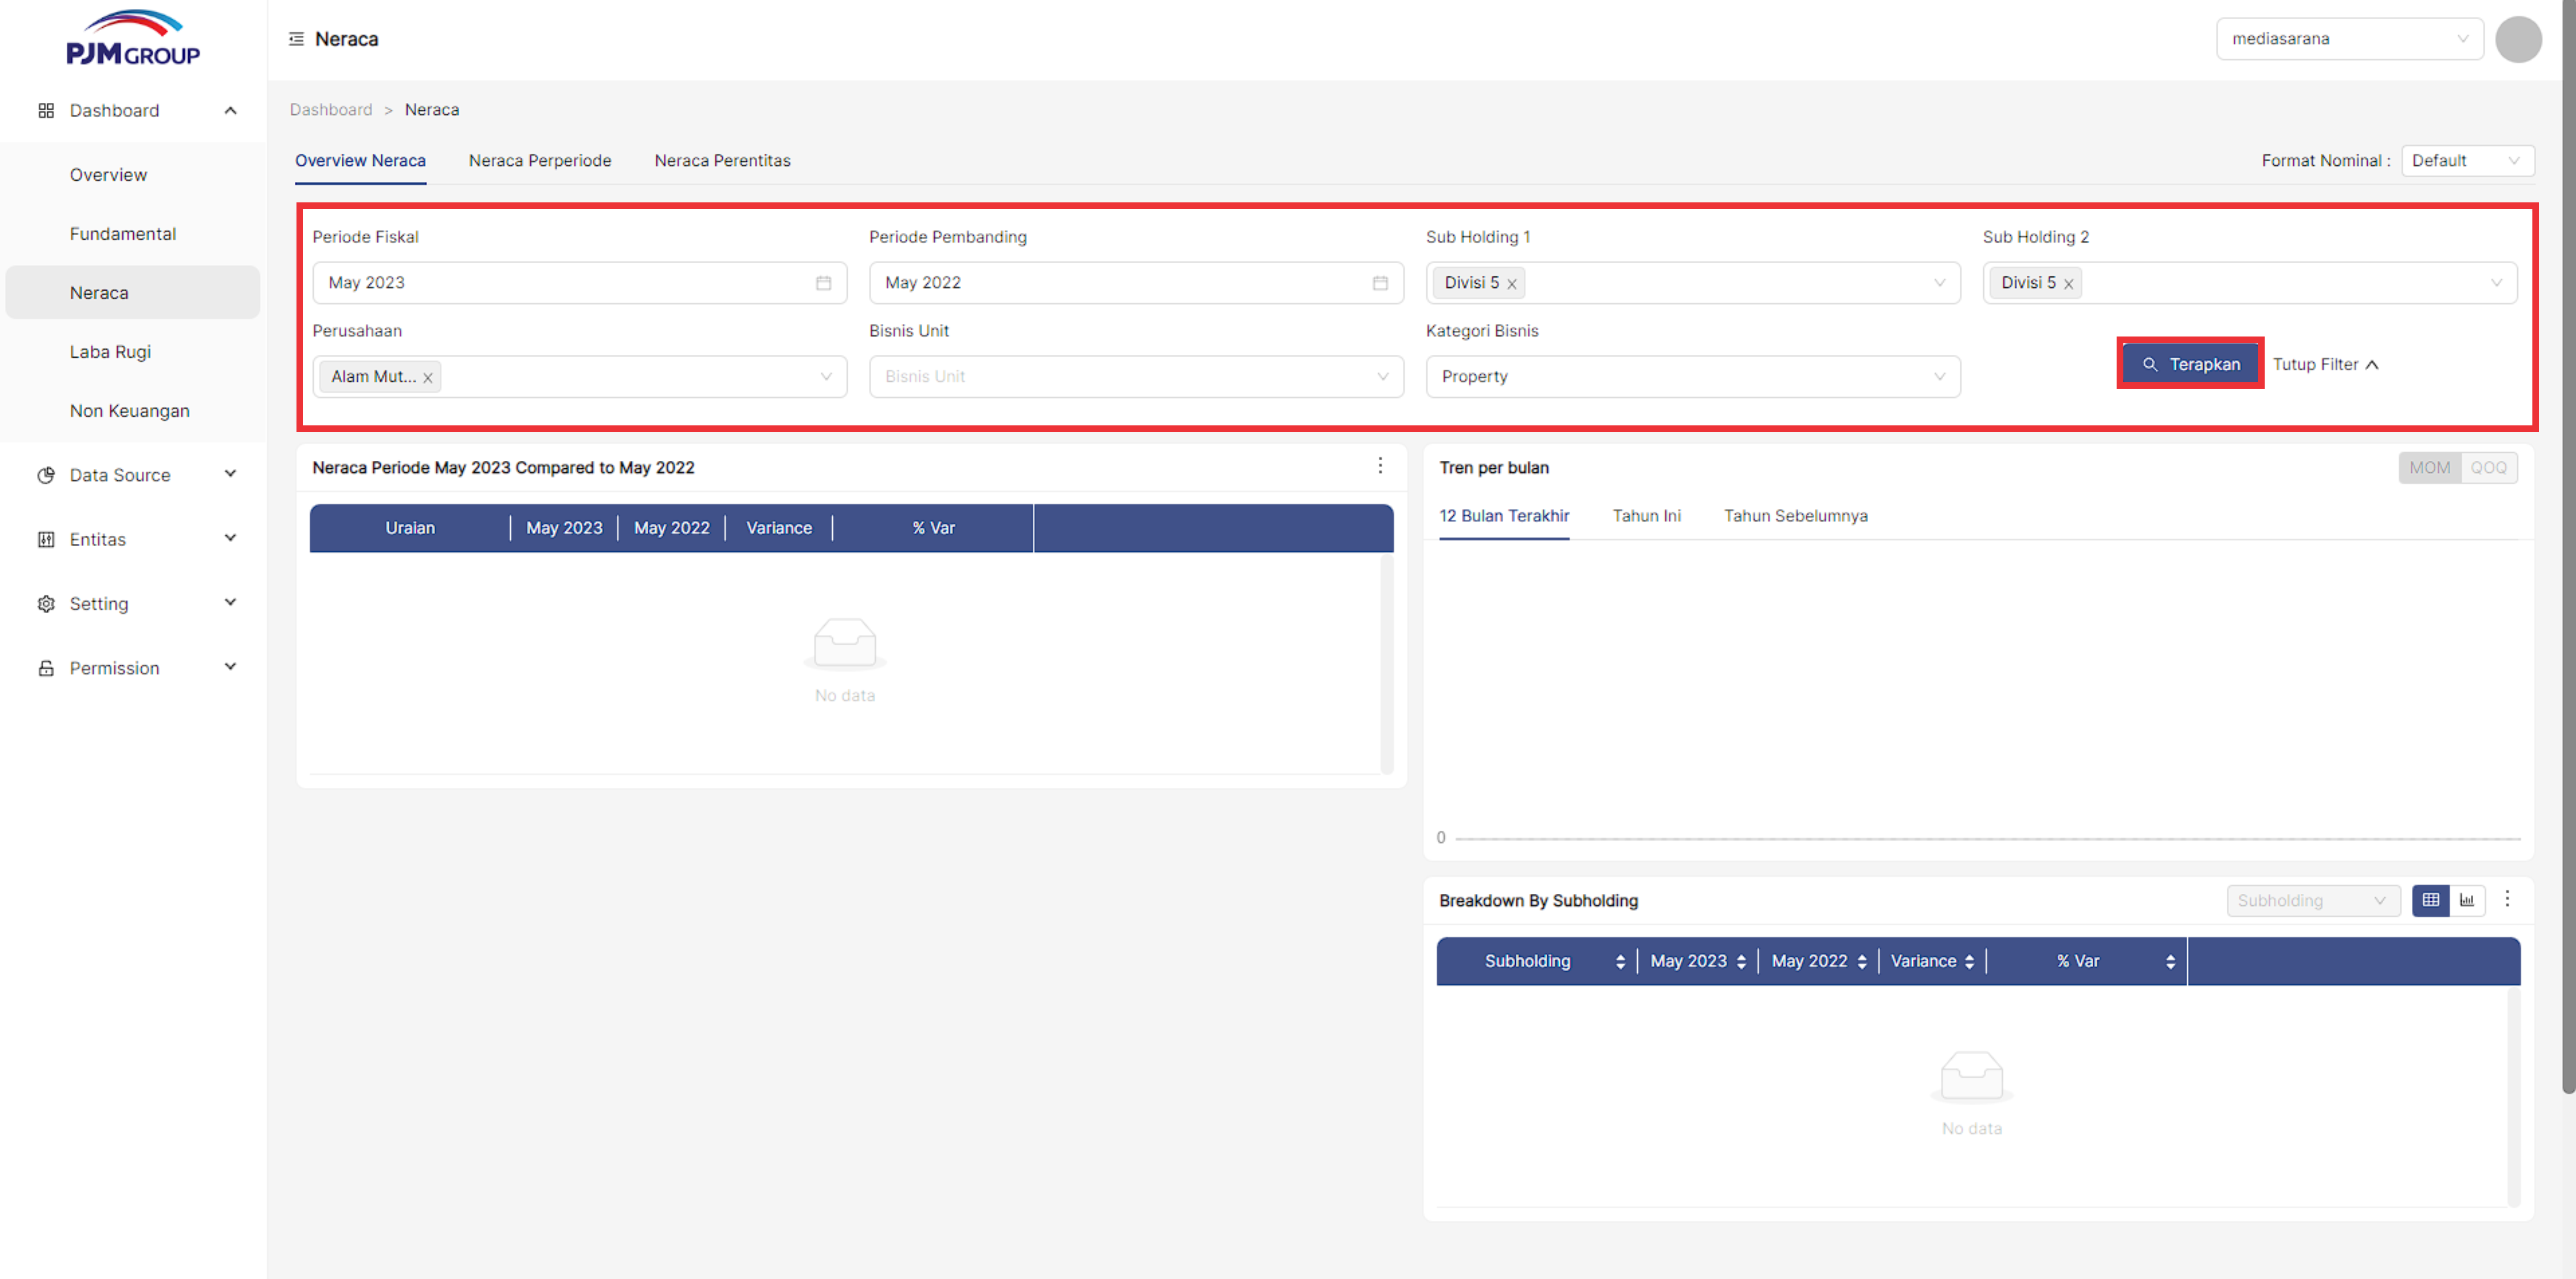 PJM GROUP
Neraca
mediasarana
Dashboard
Overview
Fundamental
Neraca
Laba Rugi
Non Keuangan
Data Source
Entitas
Setting
Permission
Dashboard > Neraca
Overview Neraca Neraca Perperiode Neraca Perentitas
Format Nominal : Default
Periode Fiskal Periode Pembanding Sub Holding 1 Sub Holding 2
May 2023 May 2022 Divisi 5 Divisi 5
Perusahaan Bisnis Unit Kategori Bisnis
Alam Mut... Bisnis Unit Property
Terapkan Tutup Filter
Neraca Periode May 2023 Compared to May 2022
Uraian May 2023 May 2022 Variance % Var
No data
Tren per bulan
MOM QOQ
12 Bulan Terakhir Tahun Ini Tahun Sebelumnya
0
Breakdown By Subholding
Subholding
Subholding May 2023 May 2022 Variance % Var
No data